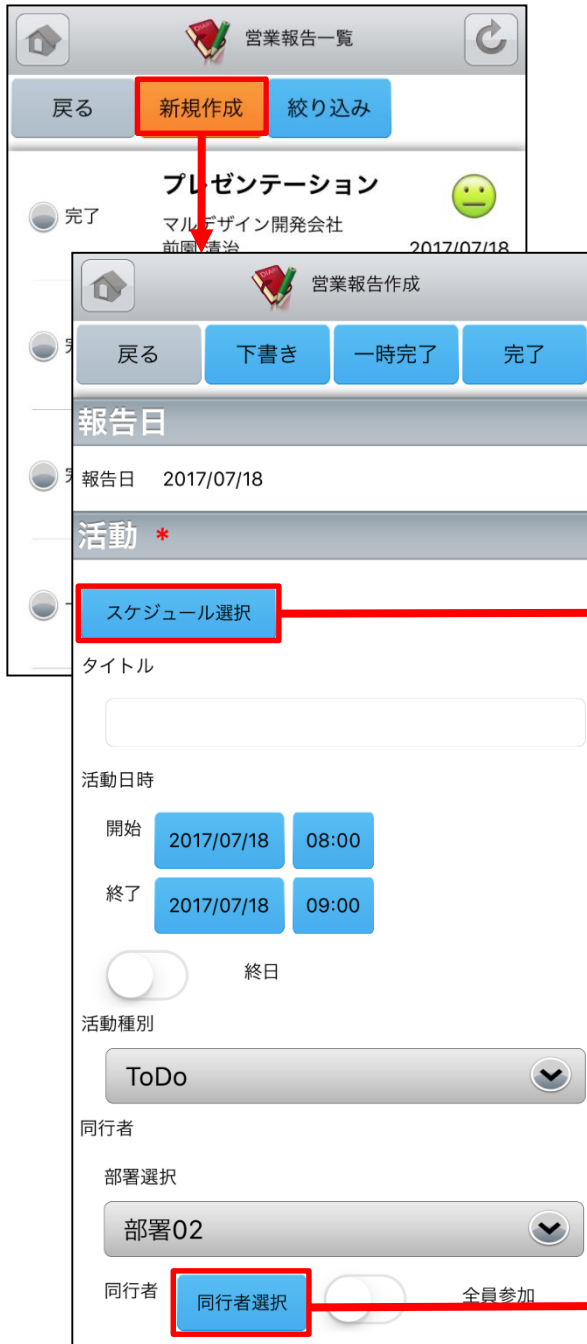 営業報告一覧
戻る 新規作成 絞り込み
プレゼンテーション
完了
マルデザイン開発会社
前園 清治 2017/07/18
営業報告作成
戻る 下書き 一時完了 完了
報告日
報告日 2017/07/18
活動 *
スケジュール選択
タイトル
活動日時
開始 2017/07/18 08:00
終了 2017/07/18 09:00
終日
活動種別
ToDo
同行者
部署選択
部署02
同行者 同行者選択 全員参加